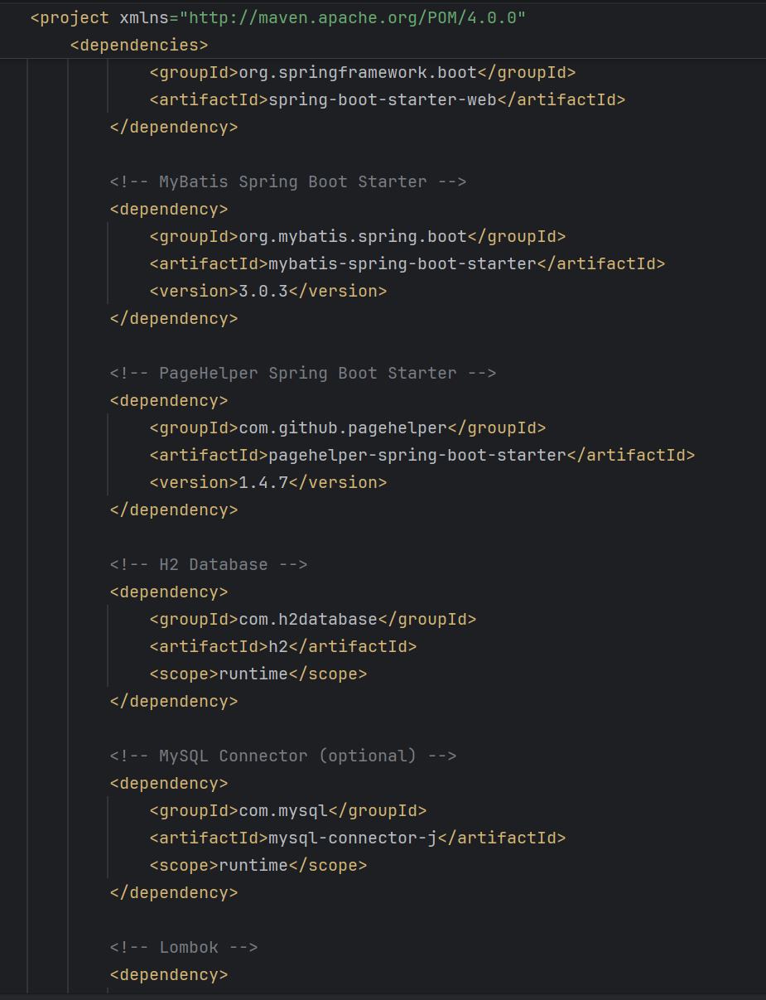 <project xmlns="http://maven.apache.org/POM/4.0.0"
<dependencies>
<groupId>org.springframework.boot</groupId>
<artifactId>spring-boot-starter-web</artifactId>
</dependency>
<!-- MyBatis Spring Boot Starter -->
<dependency>
<groupId>org.mybatis.spring.boot</groupId>
<artifactId>mybatis-spring-boot-starter</artifactId>
<version>3.0.3</version>
</dependency>
<!-- PageHelper Spring Boot Starter -->
<dependency>
<groupId>com.github.pagehelper</groupId>
<artifactId>pagehelper-spring-boot-starter</artifactId>
<version>1.4.7</version>
</dependency>
<!-- H2 Database -->
<dependency>
<groupId>com.h2database</groupId>
<artifactId>h2</artifactId>
<scope>runtime</scope>
</dependency>
<!-- MySQL Connector (optional) -->
<dependency>
<groupId>com.mysql</groupId>
<artifactId>mysql-connector-j</artifactId>
<scope>runtime</scope>
</dependency>
<!-- Lombok -->
<dependency>